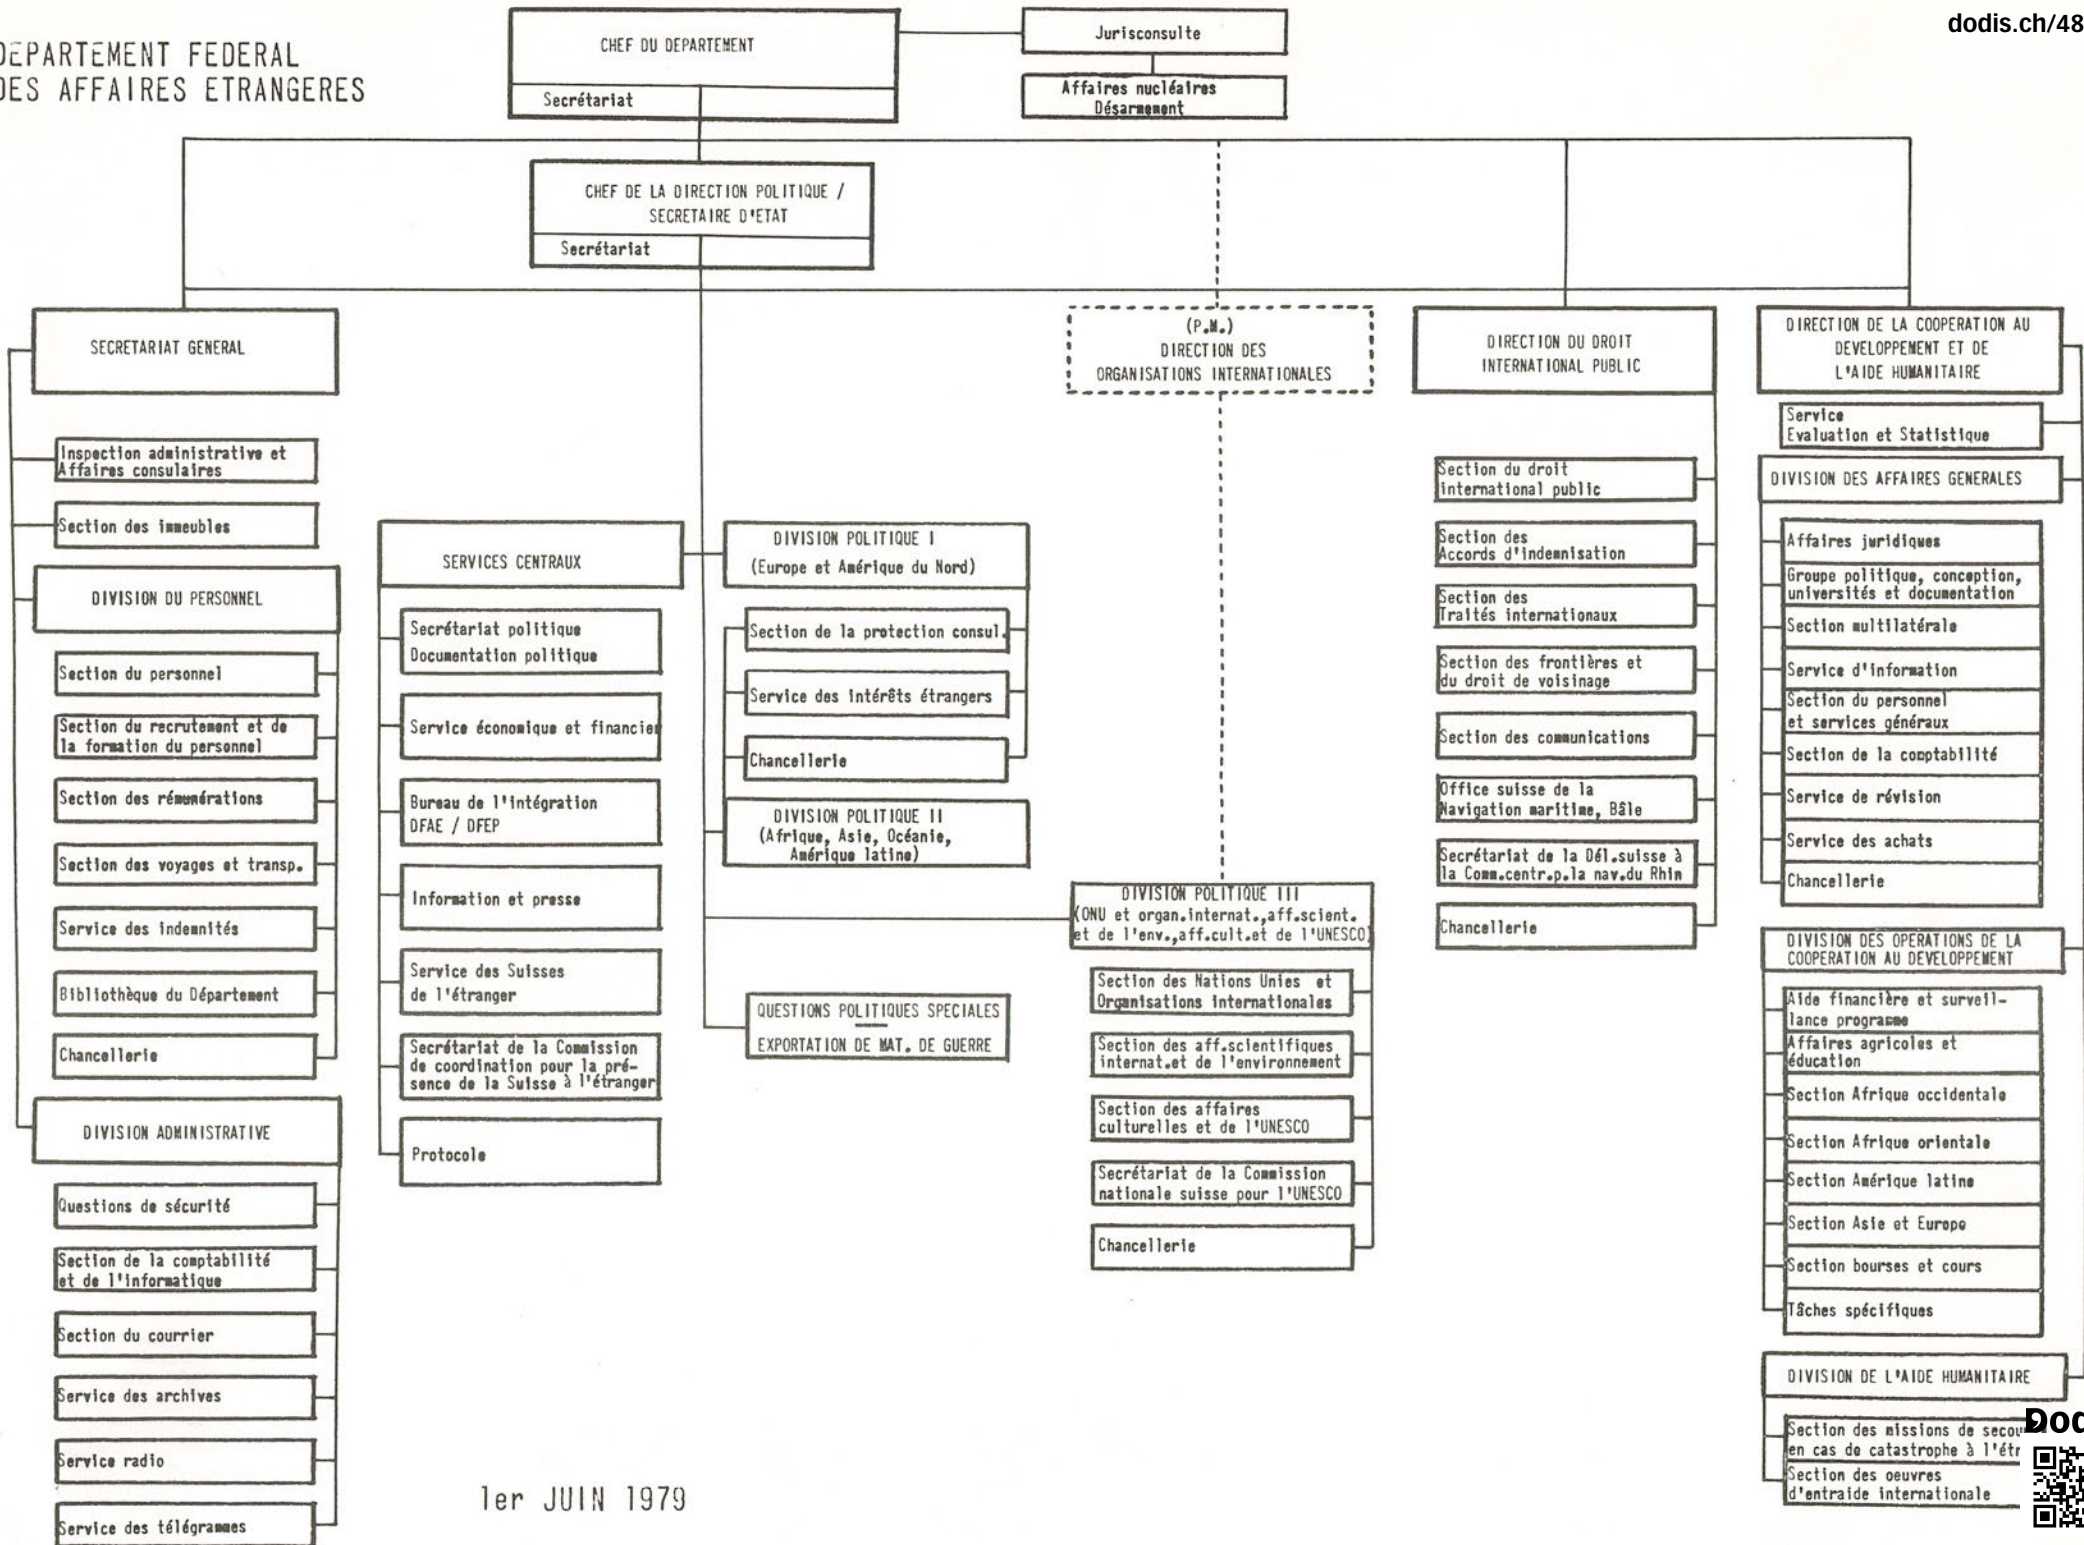 dodis.ch/48
DEPARTEMENT FEDERAL
DES AFFAIRES ETRANGERES
CHEF DU DEPARTEMENT
Secrétariat
Jurisconsulte
Affaires nucléaires
Désarmement
CHEF DE LA DIRECTION POLITIQUE /
SECRETAIRE D'ETAT
Secrétariat
SECRETARIAT GENERAL
Inspection administrative et
Affaires consulaires
Section des immeubles
DIVISION DU PERSONNEL
Section du personnel
Section du recrutement et de
la formation du personnel
Section des rémunérations
Section des voyages et transp.
Service des indemnités
Bibliothèque du Département
Chancellerie
DIVISION ADMINISTRATIVE
Questions de sécurité
Section de la comptabilité
et de l'informatique
Section du courrier
Service des archives
Service radio
Service des télégrammes
SERVICES CENTRAUX
Secrétariat politique
Documentation politique
Service économique et financier
Bureau de l'intégration
DFAE / DFEP
Information et presse
Service des Suisses
de l'étranger
Secrétariat de la Commission
de coordination pour la pré-
sence de la Suisse à l'étranger
Protocole
DIVISION POLITIQUE I
(Europe et Amérique du Nord)
Section de la protection consul.
Service des intérêts étrangers
Chancellerie
DIVISION POLITIQUE II
(Afrique, Asie, Océanie,
Amérique latine)
QUESTIONS POLITIQUES SPECIALES
EXPORTATION DE MAT. DE GUERRE
(P.M.)
DIRECTION DES
ORGANISATIONS INTERNATIONALES
DIVISION POLITIQUE III
(ONU et organ.internat.,aff.scient.
et de l'env.,aff.cult.et de l'UNESCO)
Section des Nations Unies et
Organisations internationales
Section des aff.scientifiques
internat.et de l'environnement
Section des affaires
culturelles et de l'UNESCO
Secrétariat de la Commission
nationale suisse pour l'UNESCO
Chancellerie
DIRECTION DU DROIT
INTERNATIONAL PUBLIC
Section du droit
international public
Section des
Accords d'indemnisation
Section des
Traités internationaux
Section des frontières et
du droit de voisinage
Section des communications
Office suisse de la
Navigation maritime, Bâle
Secrétariat de la Dél.suisse à
la Comm.centr.p.la nav.du Rhin
Chancellerie
DIRECTION DE LA COOPERATION AU
DEVELOPPEMENT ET DE
L'AIDE HUMANITAIRE
Service
Evaluation et Statistique
DIVISION DES AFFAIRES GENERALES
Affaires juridiques
Groupe politique, conception,
universités et documentation
Section multilatérale
Service d'information
Section du personnel
et services généraux
Section de la comptabilité
Service de révision
Service des achats
Chancellerie
DIVISION DES OPERATIONS DE LA
COOPERATION AU DEVELOPPEMENT
Aide financière et surveil-
lance programme
Affaires agricoles et
éducation
Section Afrique occidentale
Section Afrique orientale
Section Amérique latine
Section Asie et Europe
Section bourses et cours
Tâches spécifiques
DIVISION DE L'AIDE HUMANITAIRE
Section des missions de secou
en cas de catastrophe à l'étr
Section des oeuvres
d'entraide internationale
Dod
1er JUIN 1979